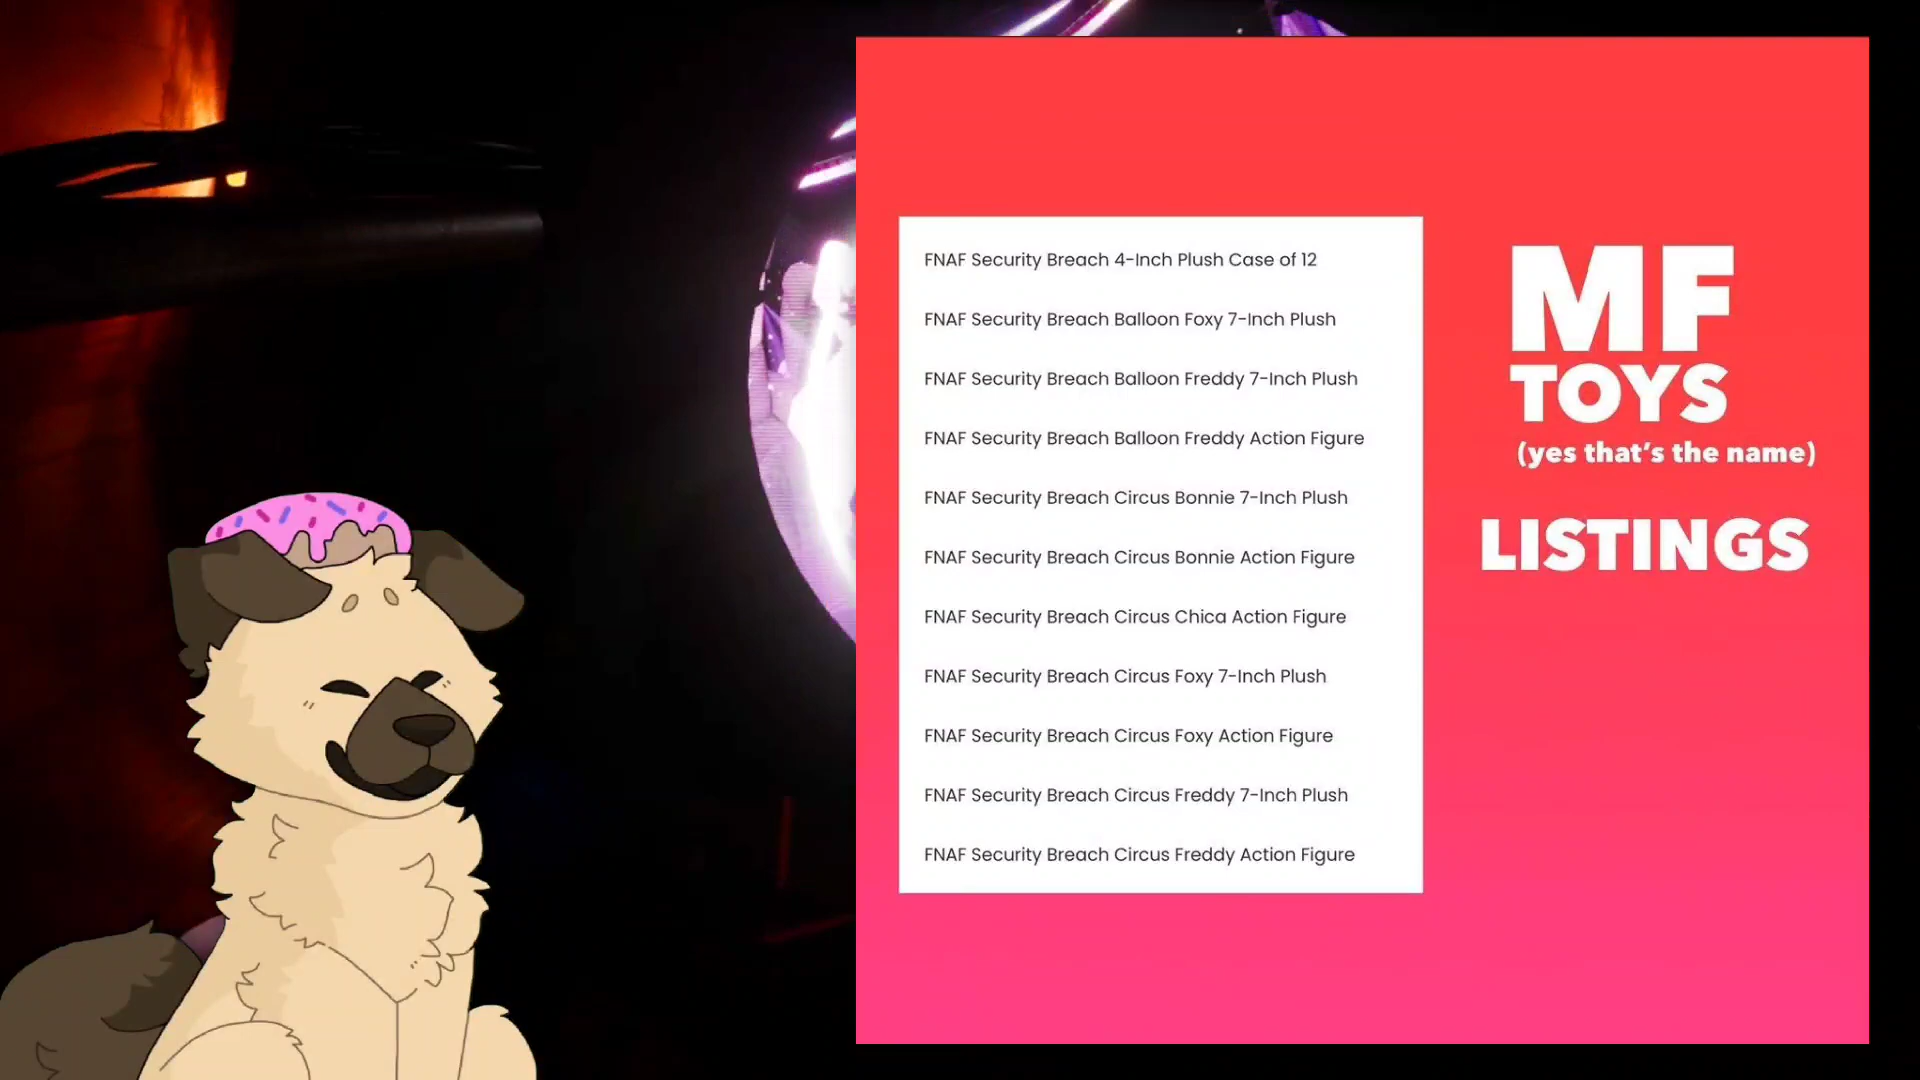 FNAF Security Breach 4-Inch Plush Case of 12
FNAF Security Breach Balloon Foxy 7-Inch Plush
FNAF Security Breach Balloon Freddy 7-Inch Plush
FNAF Security Breach Balloon Freddy Action Figure
FNAF Security Breach Circus Bonnie 7-Inch Plush
FNAF Security Breach Circus Bonnie Action Figure
FNAF Security Breach Circus Chica Action Figure
FNAF Security Breach Circus Foxy 7-Inch Plush
FNAF Security Breach Circus Foxy Action Figure
FNAF Security Breach Circus Freddy 7-Inch Plush
FNAF Security Breach Circus Freddy Action Figure
MF
TOYS
(yes that's the name)
LISTINGS